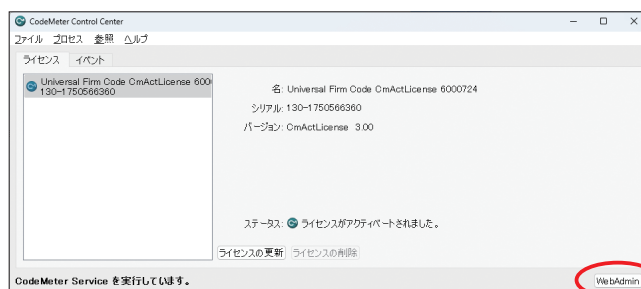 CodeMeter Control Center
ファイル プロセス 参照 ヘルプ
ライセンス イベント
Universal Firm Code CmActLicense 600
130-1750566360
名: Universal Firm Code CmActLicense 6000724
シリアル: 130-1750566360
バージョン: CmActLicense 3.00
ステータス: ライセンスがアクティベートされました。
ライセンスの更新 ライセンスの削除
CodeMeter Service を実行しています。
WebAdmin